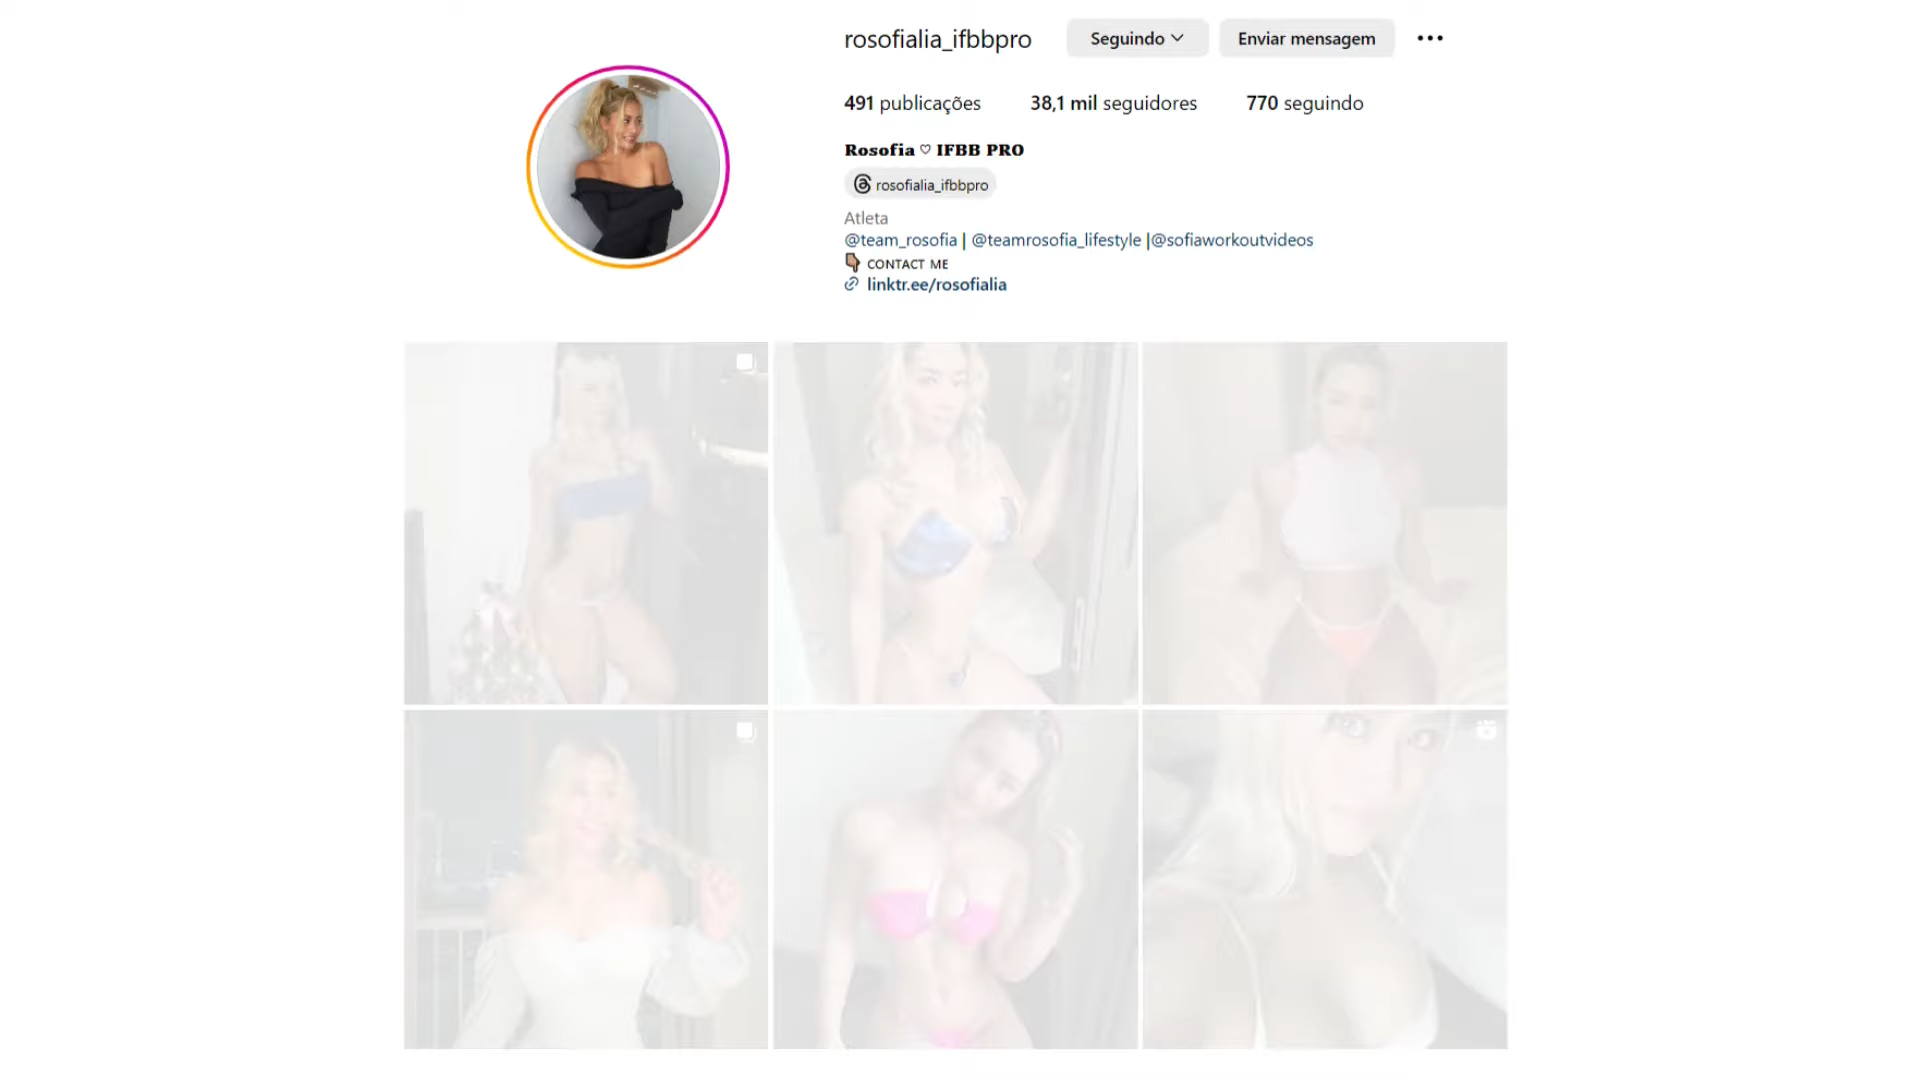 rosofialia_ifbbpro Seguindo Enviar mensagem
491 publicações 38,1 mil seguidores 770 seguindo
Rosofia ♡ IFBB PRO
rosofialia_ifbbpro
Atleta
@team_rosofia | @teamrosofia_lifestyle |@sofiaworkoutvideos
👇🏽 CONTACT ME
linktr.ee/rosofialia